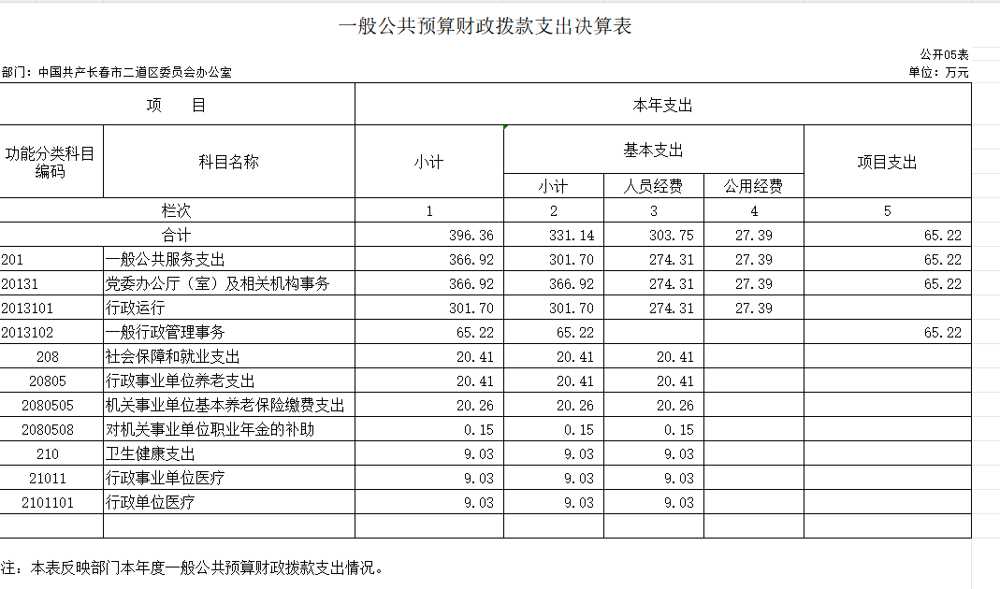 一般公共预算财政拨款支出决算表
公开05表
部门：中国共产长春市二道区委员会办公室 单位：万元
项 目 本年支出
功能分类科目编码 科目名称 小计 基本支出 项目支出
小计 人员经费 公用经费
栏次 1 2 3 4 5
合计 396.36 331.14 303.75 27.39 65.22
201 一般公共服务支出 366.92 301.70 274.31 27.39 65.22
20131 党委办公厅（室）及相关机构事务 366.92 366.92 274.31 27.39 65.22
2013101 行政运行 301.70 301.70 274.31 27.39
2013102 一般行政管理事务 65.22 65.22 65.22
208 社会保障和就业支出 20.41 20.41 20.41
20805 行政事业单位养老支出 20.41 20.41 20.41
2080505 机关事业单位基本养老保险缴费支出 20.26 20.26 20.26
2080508 对机关事业单位职业年金的补助 0.15 0.15 0.15
210 卫生健康支出 9.03 9.03 9.03
21011 行政事业单位医疗 9.03 9.03 9.03
2101101 行政单位医疗 9.03 9.03 9.03
注：本表反映部门本年度一般公共预算财政拨款支出情况。